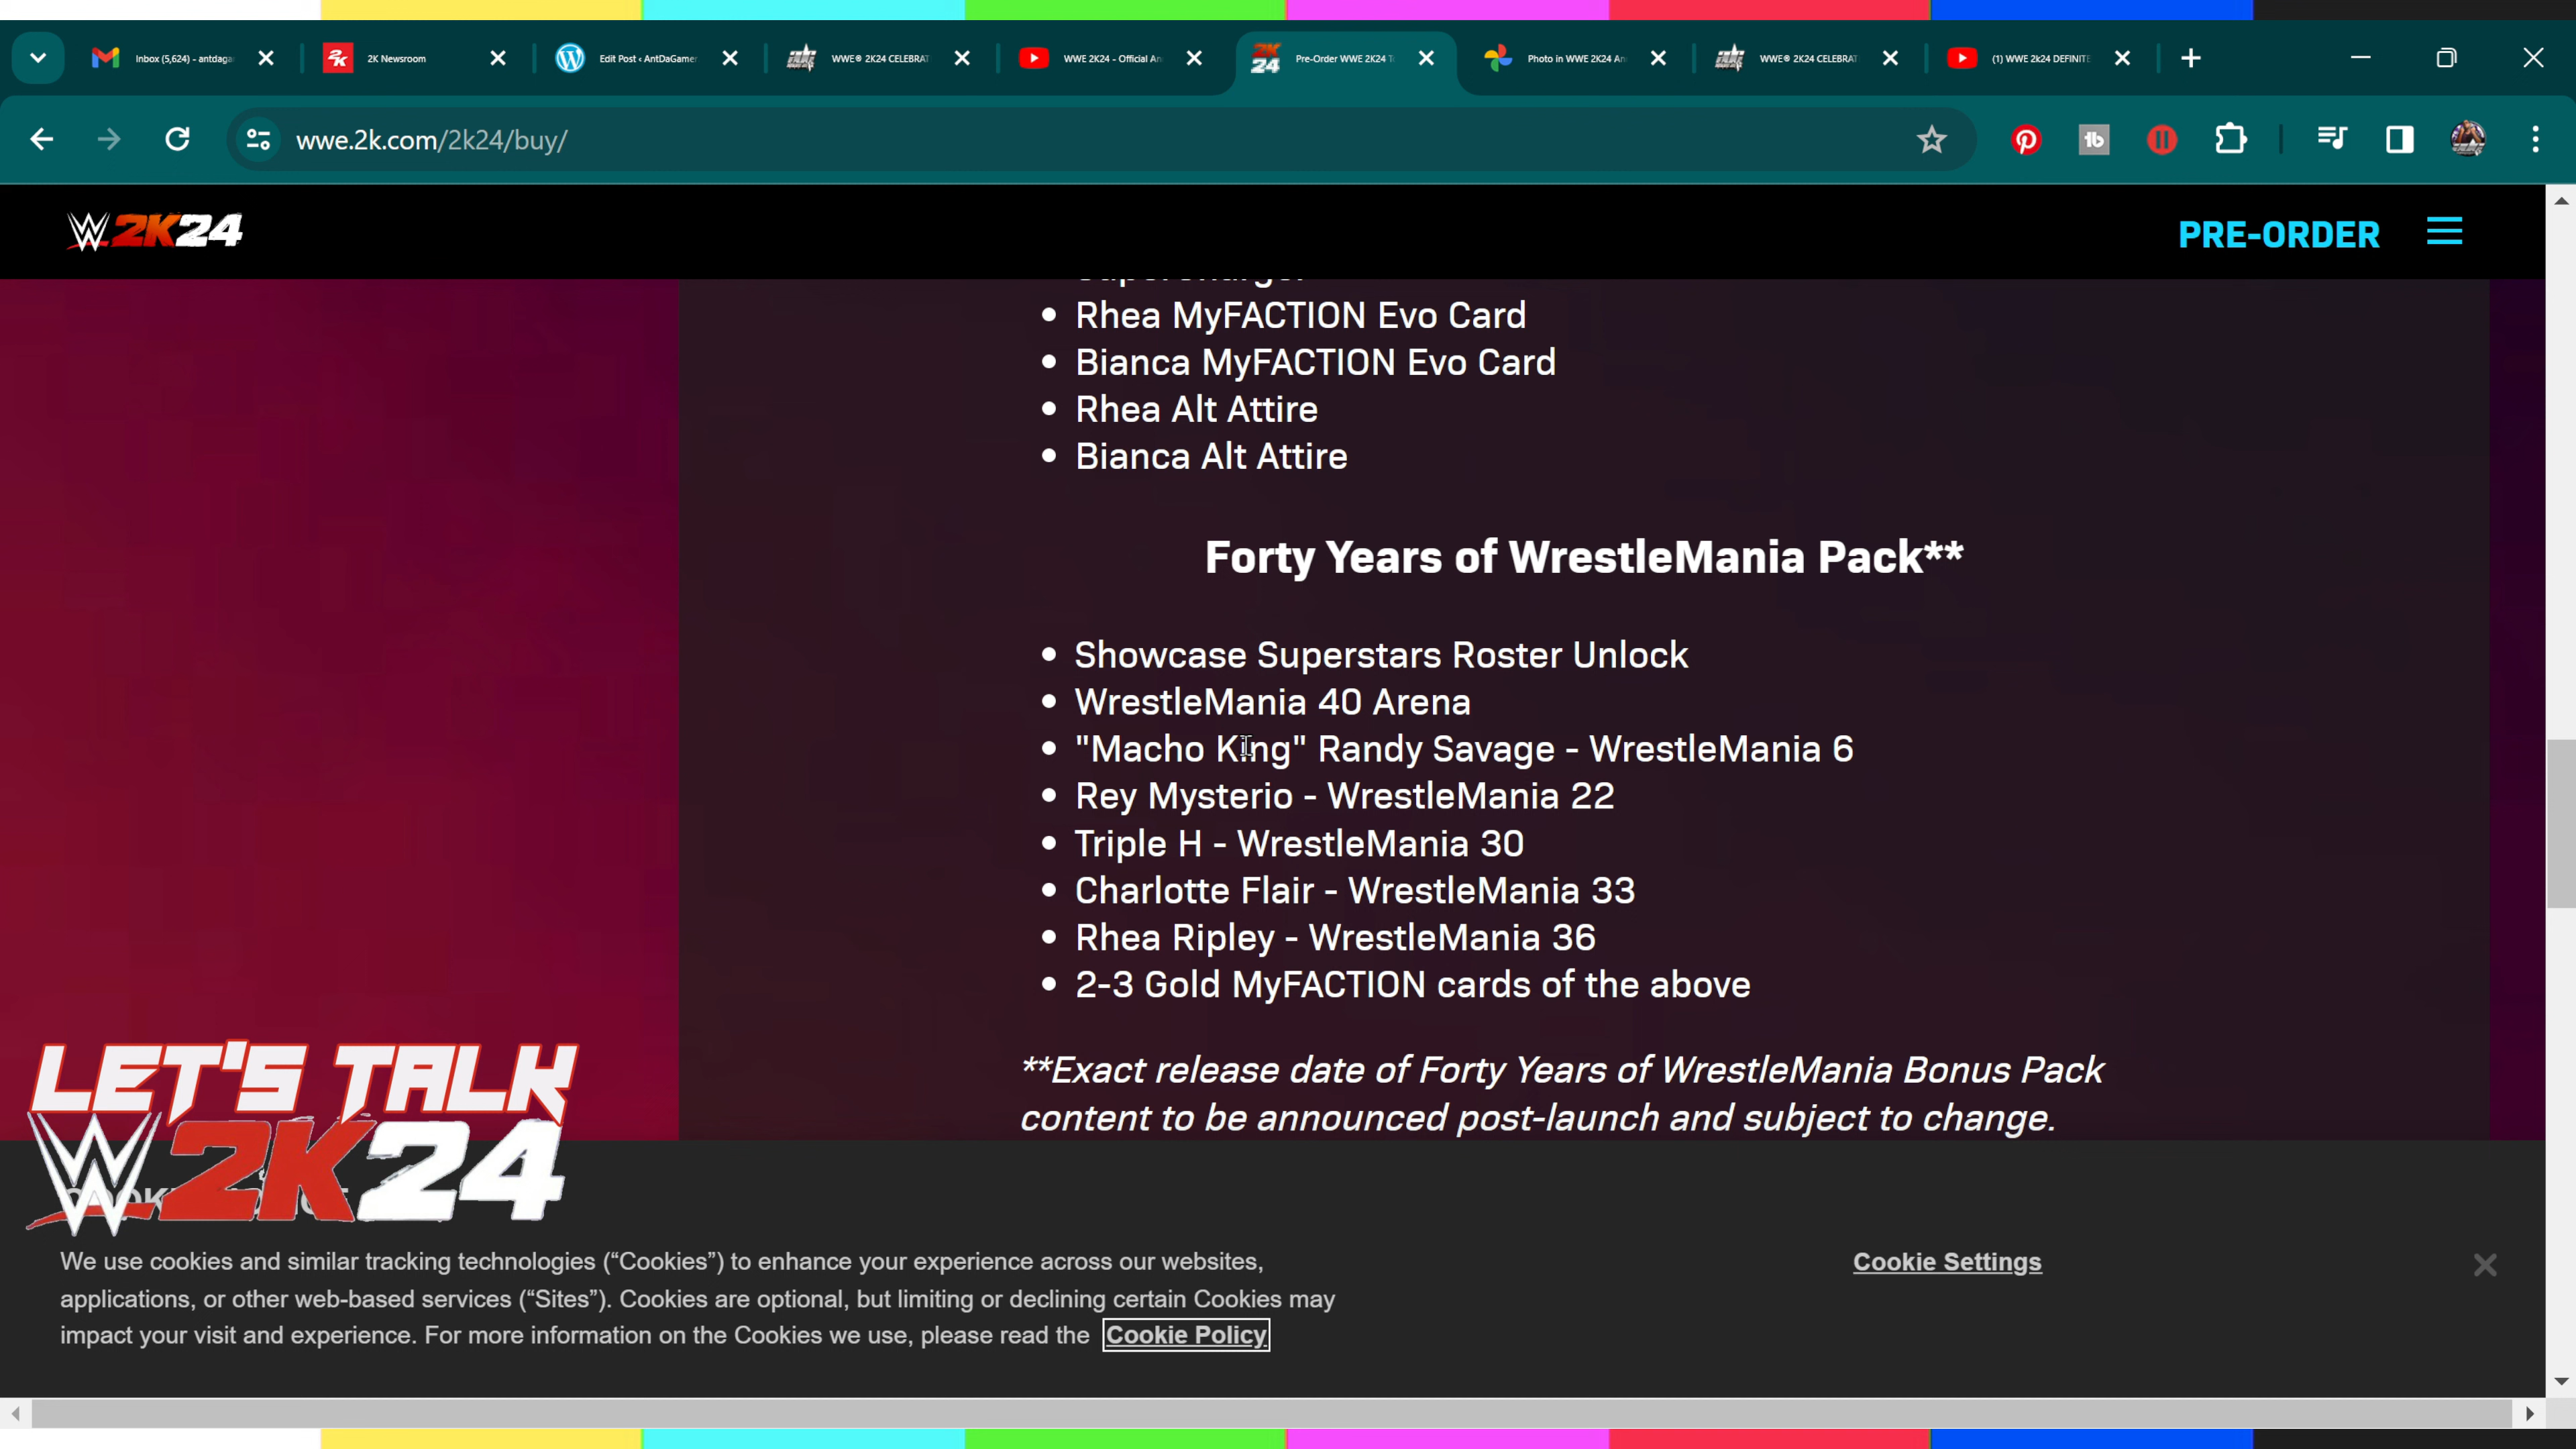 Inbox (5,624) - antdaga
2K Newsroom
Edit Post ‹ AntDaGamer
WWE® 2K24 CELEBRAT
WWE 2K24 - Official An
Pre-Order WWE 2K24 T
Photo in WWE 2K24 An
WWE® 2K24 CELEBRAT
(1) WWE 2k24 DEFINITE
wwe.2k.com/2k24/buy/
W 2K24
PRE-ORDER
Rhea MyFACTION Evo Card
Bianca MyFACTION Evo Card
Rhea Alt Attire
Bianca Alt Attire
Forty Years of WrestleMania Pack**
Showcase Superstars Roster Unlock
WrestleMania 40 Arena
"Macho King" Randy Savage - WrestleMania 6
Rey Mysterio - WrestleMania 22
Triple H - WrestleMania 30
Charlotte Flair - WrestleMania 33
Rhea Ripley - WrestleMania 36
2-3 Gold MyFACTION cards of the above
**Exact release date of Forty Years of WrestleMania Bonus Pack
content to be announced post-launch and subject to change.
LET'S TALK
W 2K24
We use cookies and similar tracking technologies (“Cookies”) to enhance your experience across our websites,
applications, or other web-based services (“Sites”). Cookies are optional, but limiting or declining certain Cookies may
impact your visit and experience. For more information on the Cookies we use, please read the Cookie Policy
Cookie Settings